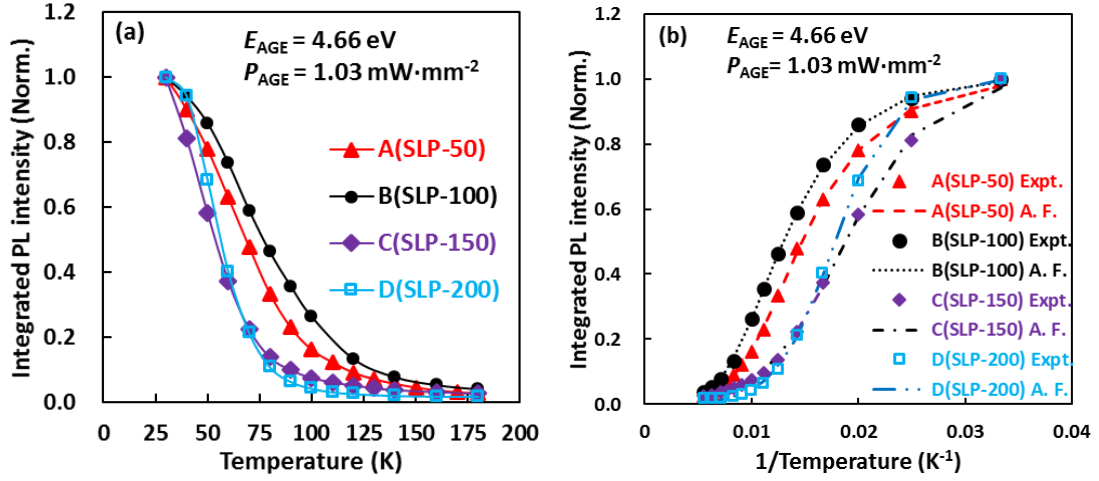 (a)
E_AGE = 4.66 eV
P_AGE = 1.03 mW·mm⁻²
A(SLP-50)
B(SLP-100)
C(SLP-150)
D(SLP-200)
Integrated PL intensity (Norm.)
1.2
1.0
0.8
0.6
0.4
0.2
0.0
0
25
50
75
100
125
150
175
200
Temperature (K)
(b)
E_AGE = 4.66 eV
P_AGE= 1.03 mW·mm⁻²
A(SLP-50) Expt.
A(SLP-50) A. F.
B(SLP-100) Expt.
B(SLP-100) A. F.
C(SLP-150) Expt.
C(SLP-150) A. F.
D(SLP-200) Expt.
D(SLP-200) A. F.
Integrated PL intensity (Norm.)
1.2
1.0
0.8
0.6
0.4
0.2
0.0
0
0.01
0.02
0.03
0.04
1/Temperature (K⁻¹)